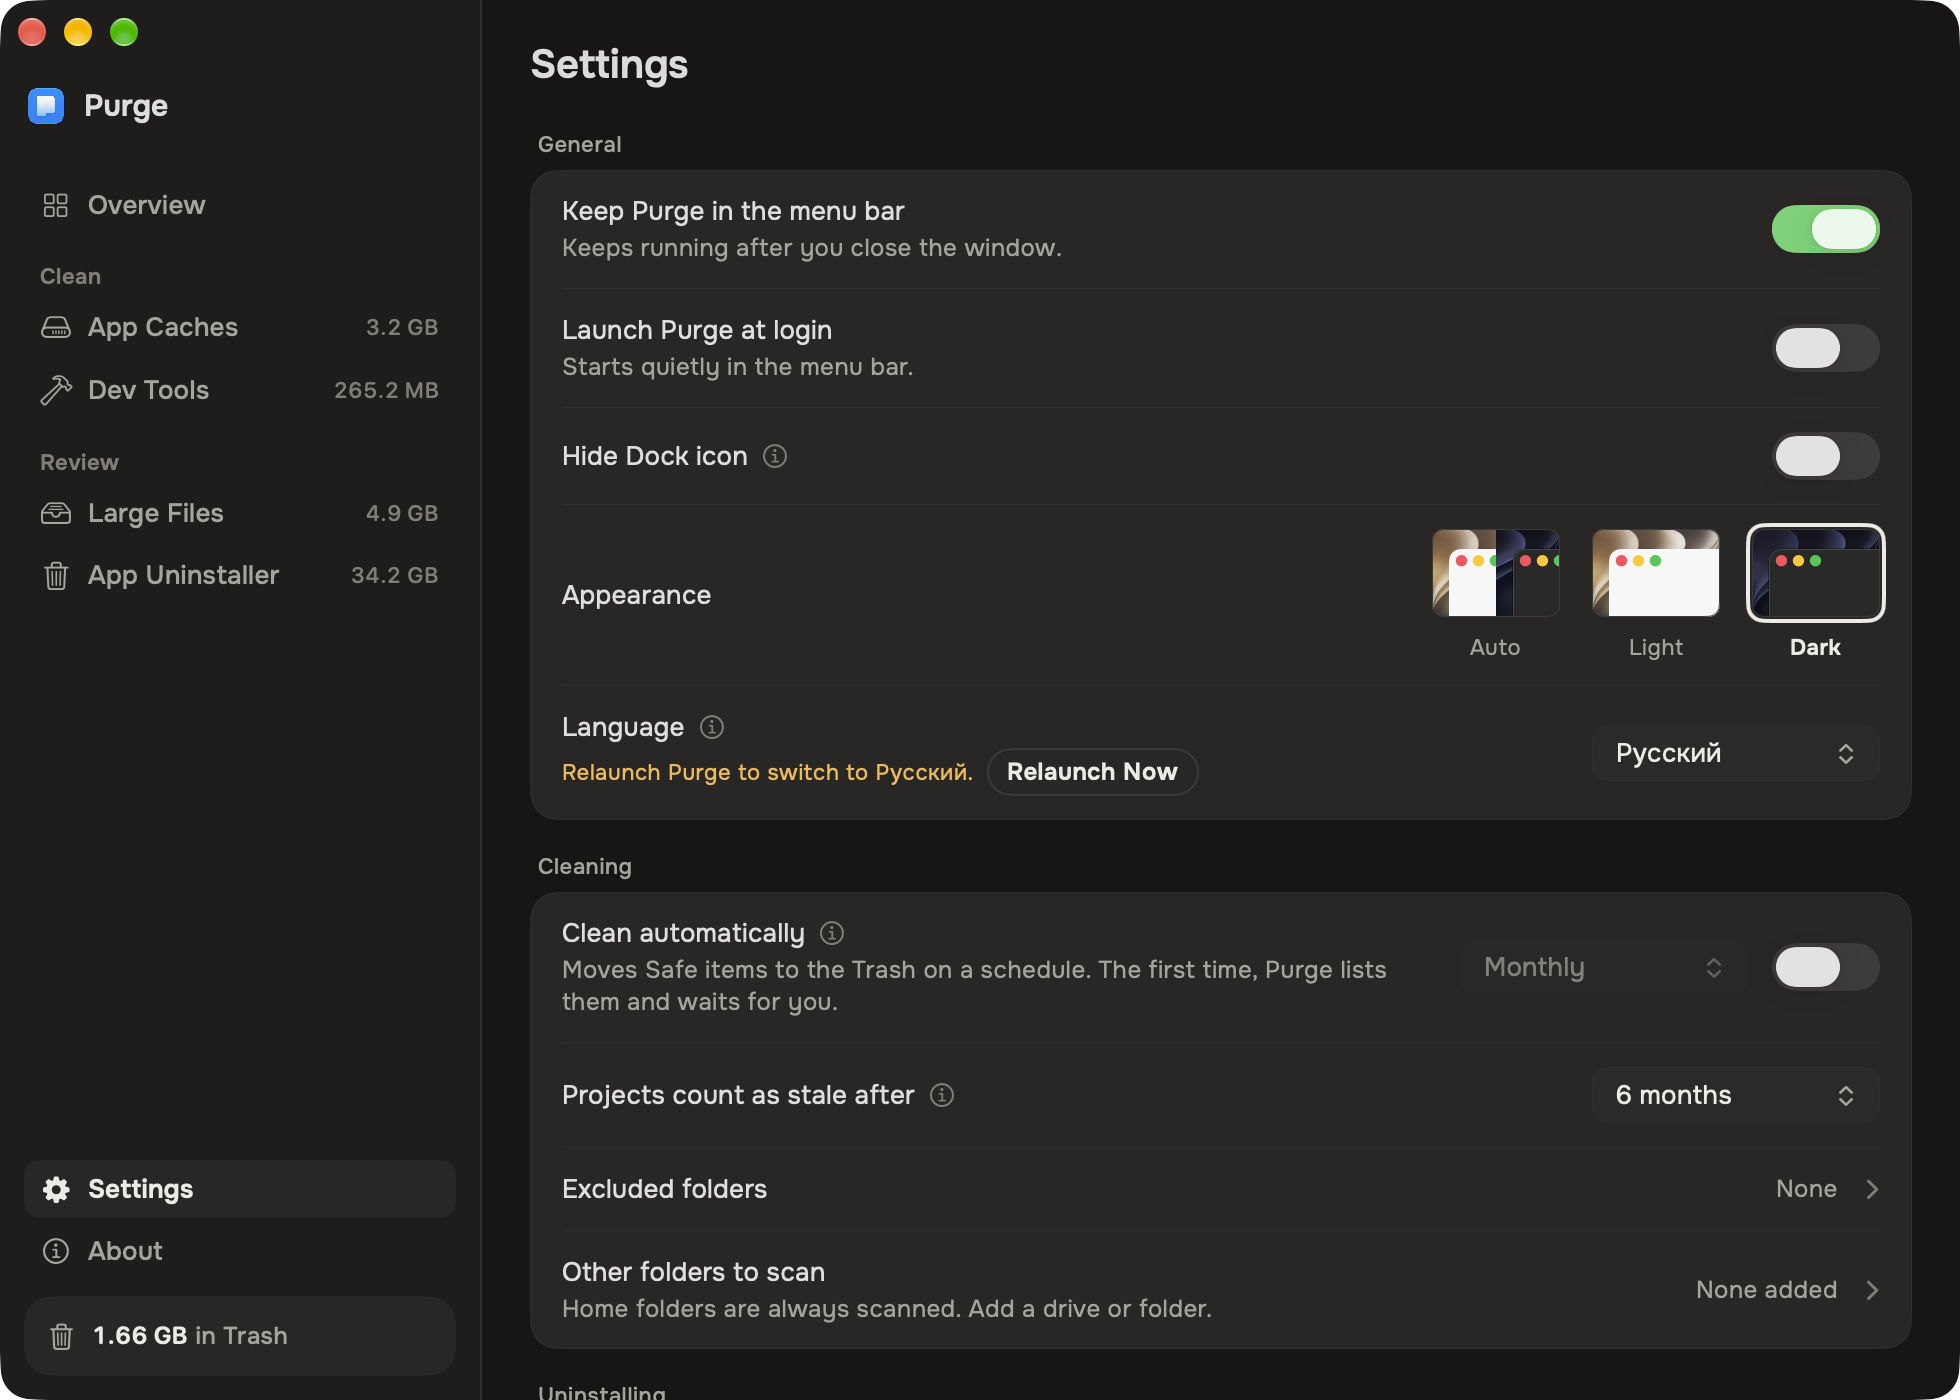 Purge
Overview
Clean
App Caches 3.2 GB
Dev Tools 265.2 MB
Review
Large Files 4.9 GB
App Uninstaller 34.2 GB
Settings
About
1.66 GB in Trash
Settings
General
Keep Purge in the menu bar
Keeps running after you close the window.
Launch Purge at login
Starts quietly in the menu bar.
Hide Dock icon
Appearance
Auto Light Dark
Language
Relaunch Purge to switch to Русский. Relaunch Now
Русский
Cleaning
Clean automatically
Moves Safe items to the Trash on a schedule. The first time, Purge lists
them and waits for you.
Monthly
Projects count as stale after 6 months
Excluded folders None
Other folders to scan
Home folders are always scanned. Add a drive or folder.
None added
Uninstalling